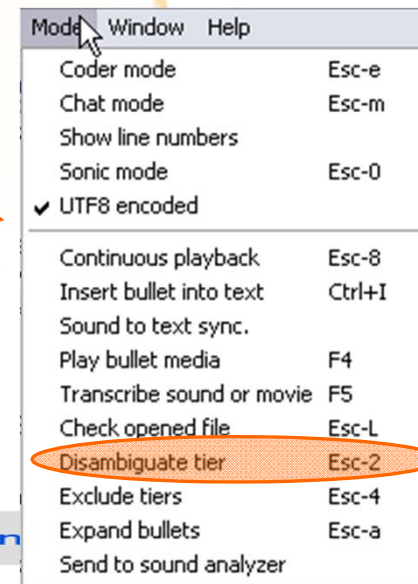 Mode Window Help
Coder mode Esc-e
Chat mode Esc-m
Show line numbers
Sonic mode Esc-0
✓ UTF8 encoded
Continuous playback Esc-8
Insert bullet into text Ctrl+I
Sound to text sync.
Play bullet media F4
Transcribe sound or movie F5
Check opened file Esc-L
Disambiguate tier Esc-2
Exclude tiers Esc-4
Expand bullets Esc-a
Send to sound analyzer
n